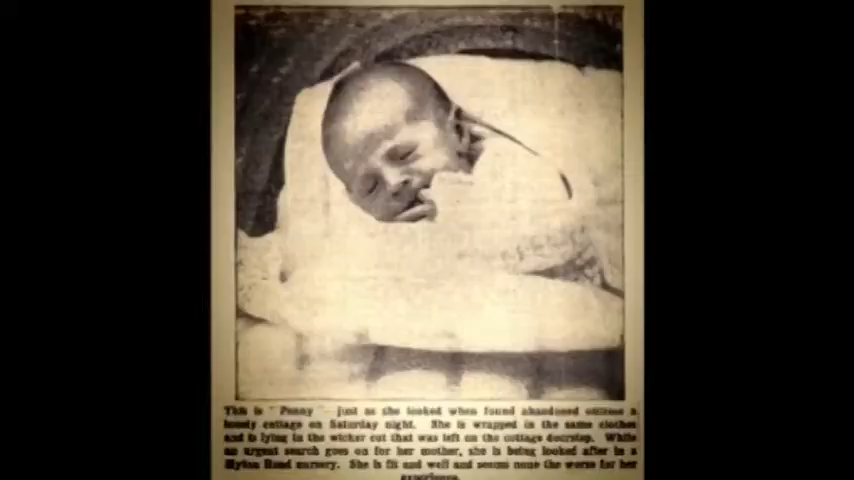 This is "Penny" — just as she looked when found abandoned outside a
lonely cottage on Saturday night. She is wrapped in the same clothes
and is lying in the wicker cot that was left on the cottage doorstep. While
an urgent search goes on for her mother, she is being looked after in a
Road nursery. She is fit and well and seems none the worse for her
experience.